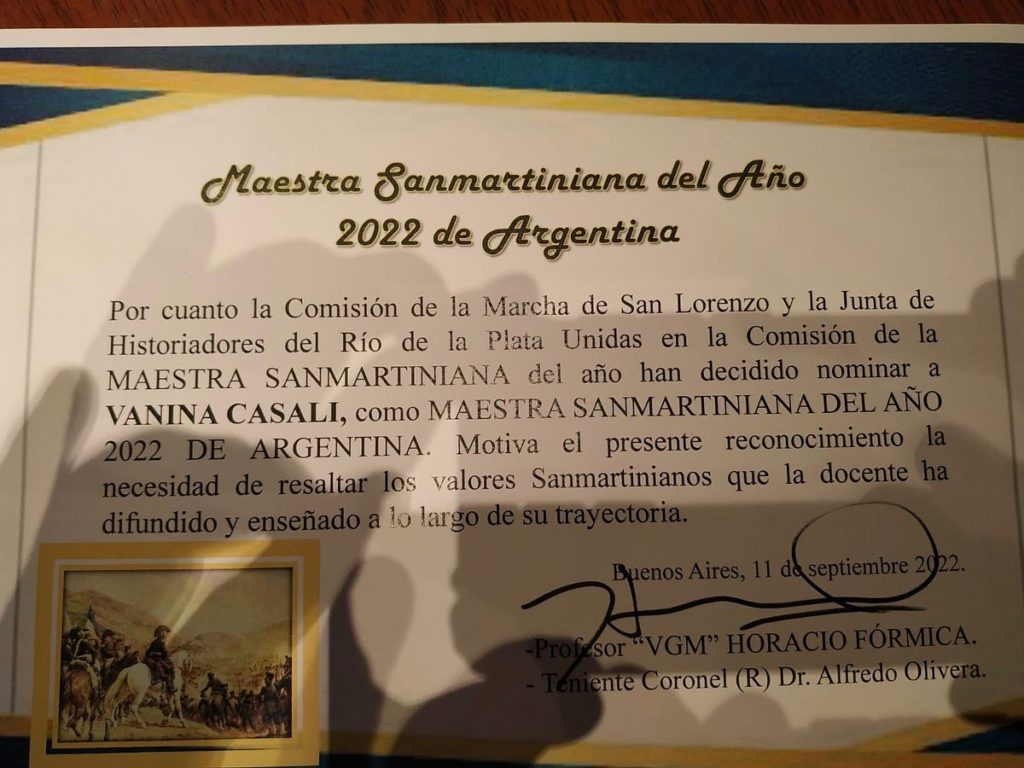 Maestra Sanmartiniana del Año
2022 de Argentina
Por cuanto la Comisión de la Marcha de San Lorenzo y la Junta de
Historiadores del Río de la Plata Unidas en la Comisión de la
MAESTRA SANMARTINIANA del año han decidido nominar a
VANINA CASALI, como MAESTRA SANMARTINIANA DEL AÑO
2022 DE ARGENTINA. Motiva el presente reconocimiento la
necesidad de resaltar los valores Sanmartinianos que la docente ha
difundido y enseñado a lo largo de su trayectoria.
Buenos Aires, 11 de septiembre 2022.
-Profesor “VGM” HORACIO FÓRMICA.
- Teniente Coronel (R) Dr. Alfredo Olivera.